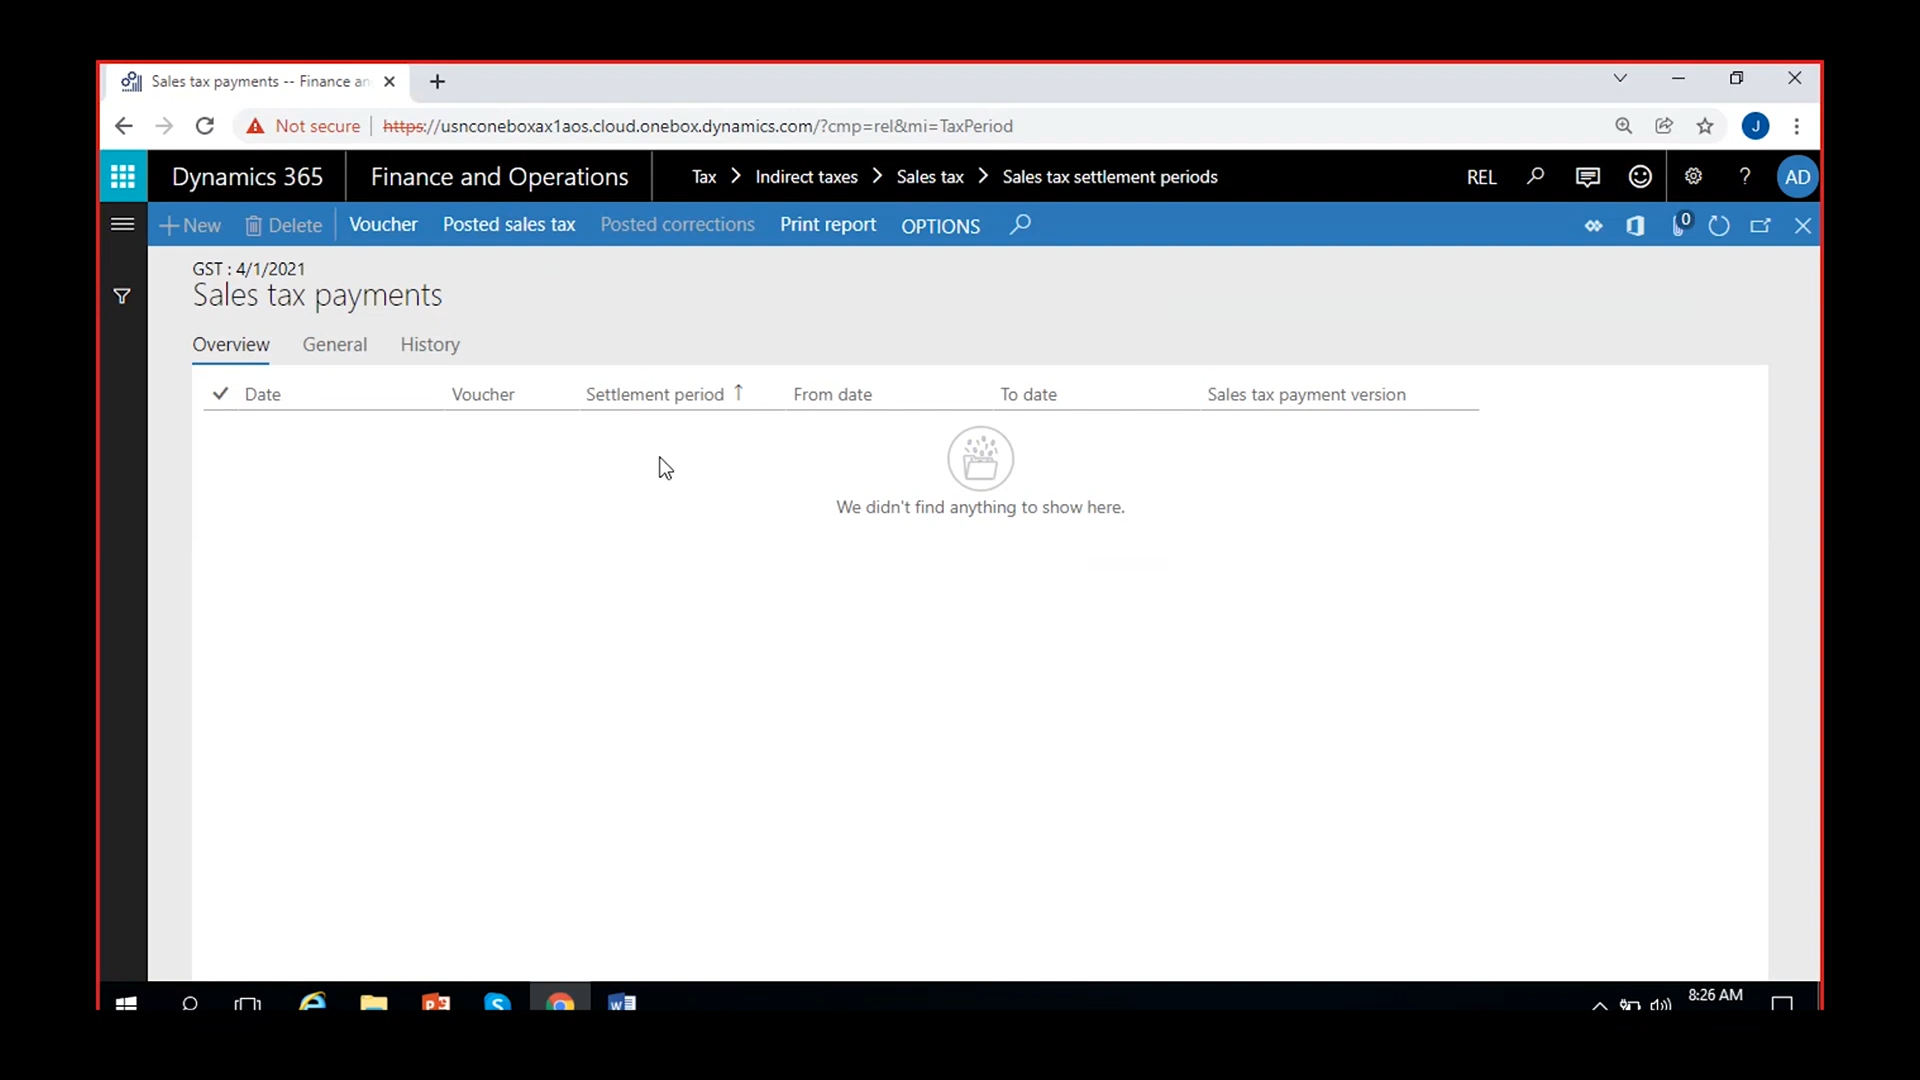 Sales tax payments -- Finance an
Not secure https://usnconeboxax1aos.cloud.onebox.dynamics.com/?cmp=rel&mi=TaxPeriod J
Dynamics 365 Finance and Operations Tax > Indirect taxes > Sales tax > Sales tax settlement periods REL ? AD
New Delete Voucher Posted sales tax Posted corrections Print report OPTIONS 0
GST : 4/1/2021
Sales tax payments
Overview General History
Date Voucher Settlement period From date To date Sales tax payment version
We didn't find anything to show here.
8:26 AM